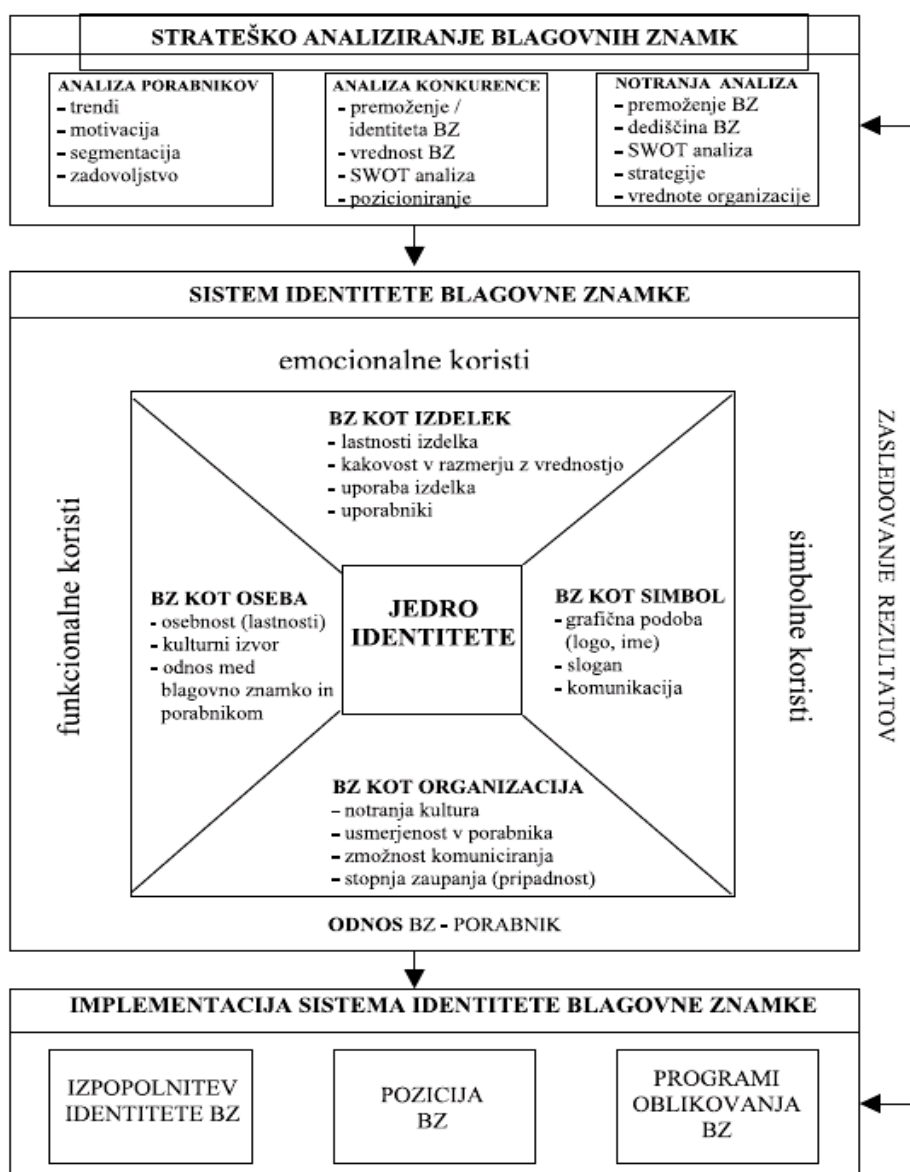 STRATEŠKO ANALIZIRANJE BLAGOVNIH ZNAMK
ANALIZA PORABNIKOV
- trendi
- motivacija
- segmentacija
- zadovoljstvo
ANALIZA KONKURENCE
- premoženje /
identiteta BZ
- vrednost BZ
- SWOT analiza
- pozicioniranje
NOTRANJA ANALIZA
- premoženje BZ
- dediščina BZ
- SWOT analiza
- strategije
- vrednote organizacije
SISTEM IDENTITETE BLAGOVNE ZNAMKE
emocionalne koristi
funkcionalne koristi
BZ KOT IZDELEK
- lastnosti izdelka
- kakovost v razmerju z vrednostjo
- uporaba izdelka
- uporabniki
BZ KOT OSEBA
- osebnost (lastnosti)
- kulturni izvor
- odnos med
blagovno znamko in
porabnikom
JEDRO
IDENTITETE
BZ KOT SIMBOL
- grafična podoba
(logo, ime)
- slogan
- komunikacija
simbolne koristi
BZ KOT ORGANIZACIJA
- notranja kultura
- usmerjenost v porabnika
- zmožnost komuniciranja
- stopnja zaupanja (pripadnost)
ODNOS BZ - PORABNIK
ZASLEDOVANJE REZULTATOV
IMPLEMENTACIJA SISTEMA IDENTITETE BLAGOVNE ZNAMKE
IZPOPOLNITEV
IDENTITETE BZ
POZICIJA
BZ
PROGRAMI
OBLIKOVANJA
BZ